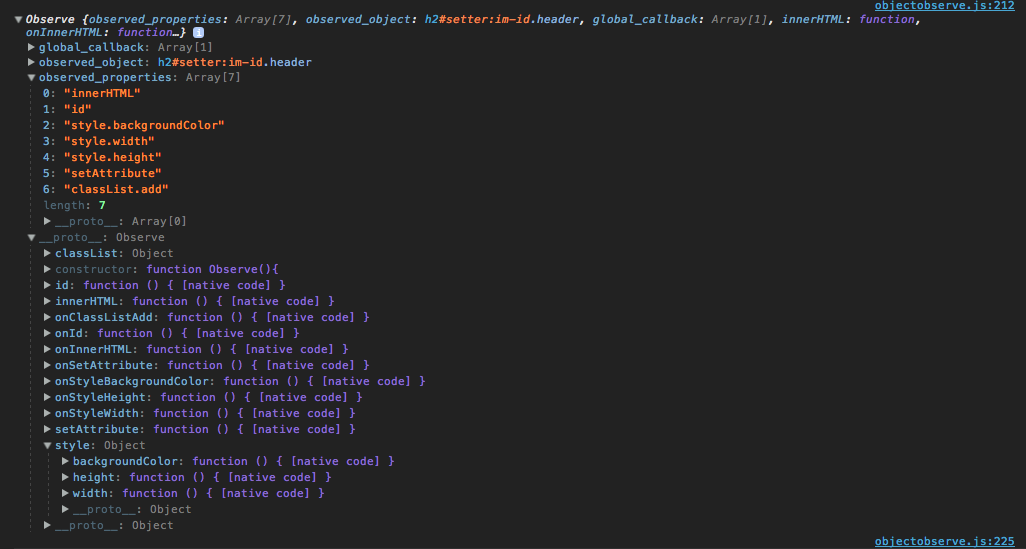 objectobserve.js:212
▼Observe {observed_properties: Array[7], observed_object: h2#setter:im-id.header, global_callback: Array[1], innerHTML: function,
onInnerHTML: function…} i
▶global_callback: Array[1]
▶observed_object: h2#setter:im-id.header
▼observed_properties: Array[7]
0: "innerHTML"
1: "id"
2: "style.backgroundColor"
3: "style.width"
4: "style.height"
5: "setAttribute"
6: "classList.add"
length: 7
▶__proto__: Array[0]
▼__proto__: Observe
▶classList: Object
▶constructor: function Observe(){
▶id: function () { [native code] }
▶innerHTML: function () { [native code] }
▶onClassListAdd: function () { [native code] }
▶onId: function () { [native code] }
▶onInnerHTML: function () { [native code] }
▶onSetAttribute: function () { [native code] }
▶onStyleBackgroundColor: function () { [native code] }
▶onStyleHeight: function () { [native code] }
▶onStyleWidth: function () { [native code] }
▶setAttribute: function () { [native code] }
▼style: Object
▶backgroundColor: function () { [native code] }
▶height: function () { [native code] }
▶width: function () { [native code] }
▶__proto__: Object
▶__proto__: Object
objectobserve.js:225